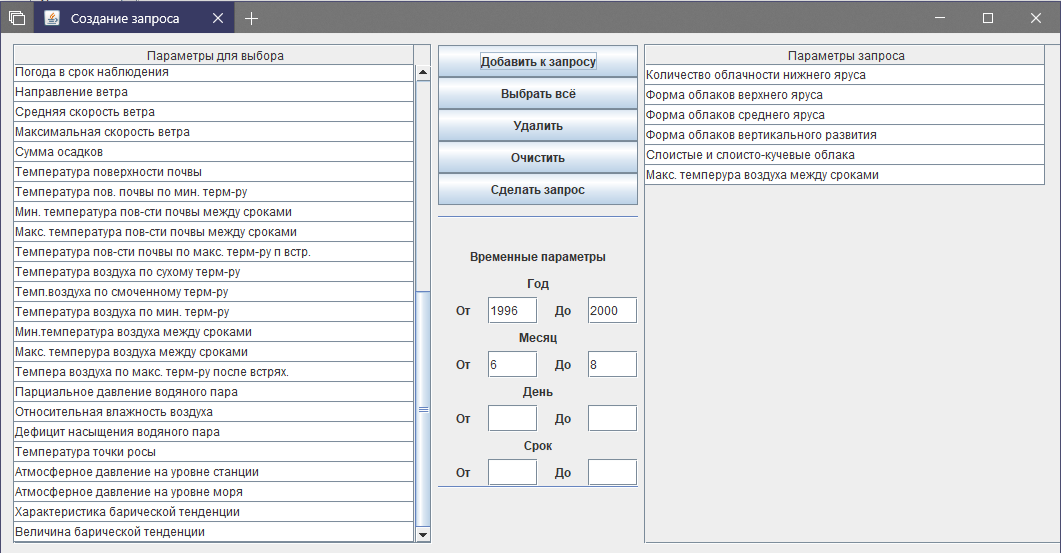 Создание запроса
Параметры для выбора
Погода в срок наблюдения
Направление ветра
Средняя скорость ветра
Максимальная скорость ветра
Сумма осадков
Температура поверхности почвы
Температура пов. почвы по мин. терм-ру
Мин. температура пов-сти почвы между сроками
Макс. температура пов-сти почвы между сроками
Температура пов-сти почвы по макс. терм-ру п встр.
Температура воздуха по сухому терм-ру
Темп.воздуха по смоченному терм-ру
Температура воздуха по мин. терм-ру
Мин.температура воздуха между сроками
Макс. темперура воздуха между сроками
Темпера воздуха по макс. терм-ру после встрях.
Парциальное давление водяного пара
Относительная влажность воздуха
Дефицит насыщения водяного пара
Температура точки росы
Атмосферное давление на уровне станции
Атмосферное давление на уровне моря
Характеристика барической тенденции
Величина барической тенденции
Добавить к запросу
Выбрать всё
Удалить
Очистить
Сделать запрос
Временные параметры
Год
От 1996 До 2000
Месяц
От 6 До 8
День
От До
Срок
От До
Параметры запроса
Количество облачности нижнего яруса
Форма облаков верхнего яруса
Форма облаков среднего яруса
Форма облаков вертикального развития
Слоистые и слоисто-кучевые облака
Макс. темперура воздуха между сроками